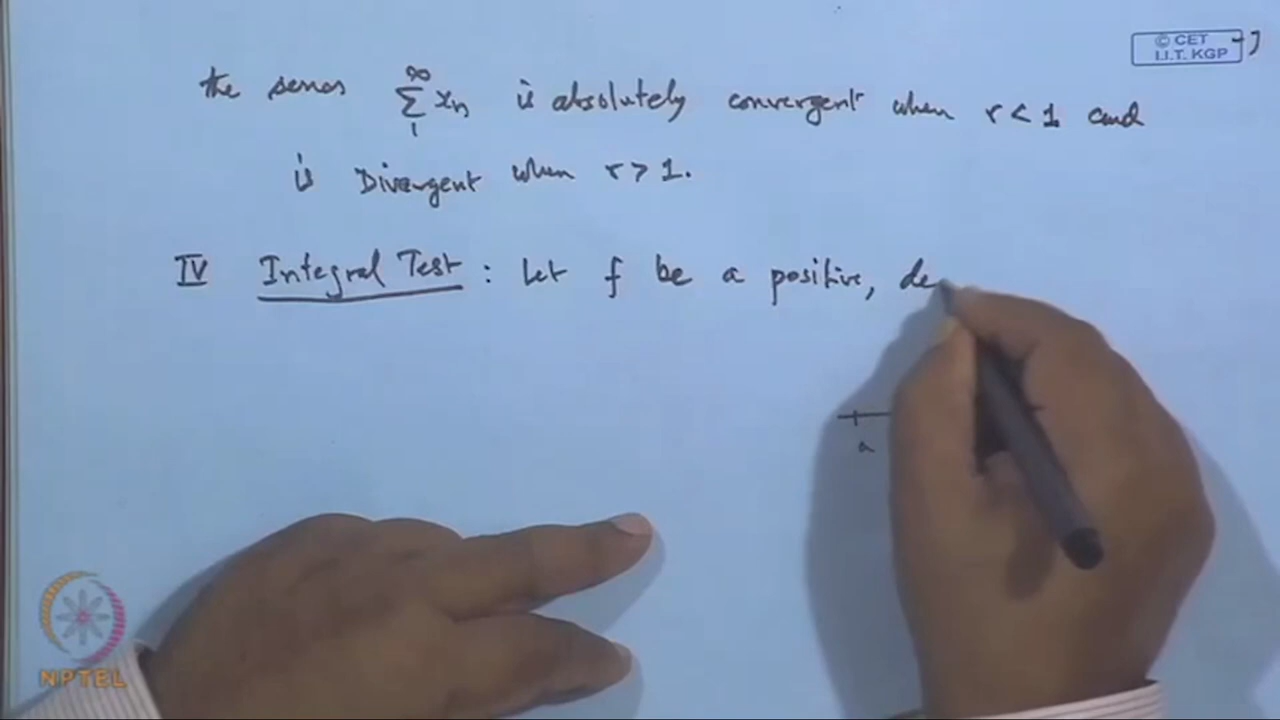 © CET
I.I.T. KGP
the series ∞ ∑ 1 xn is absolutely convergent when r < 1 and
is Divergent when r > 1.
IV Integral Test : Let f be a positive, de
a
NPTEL